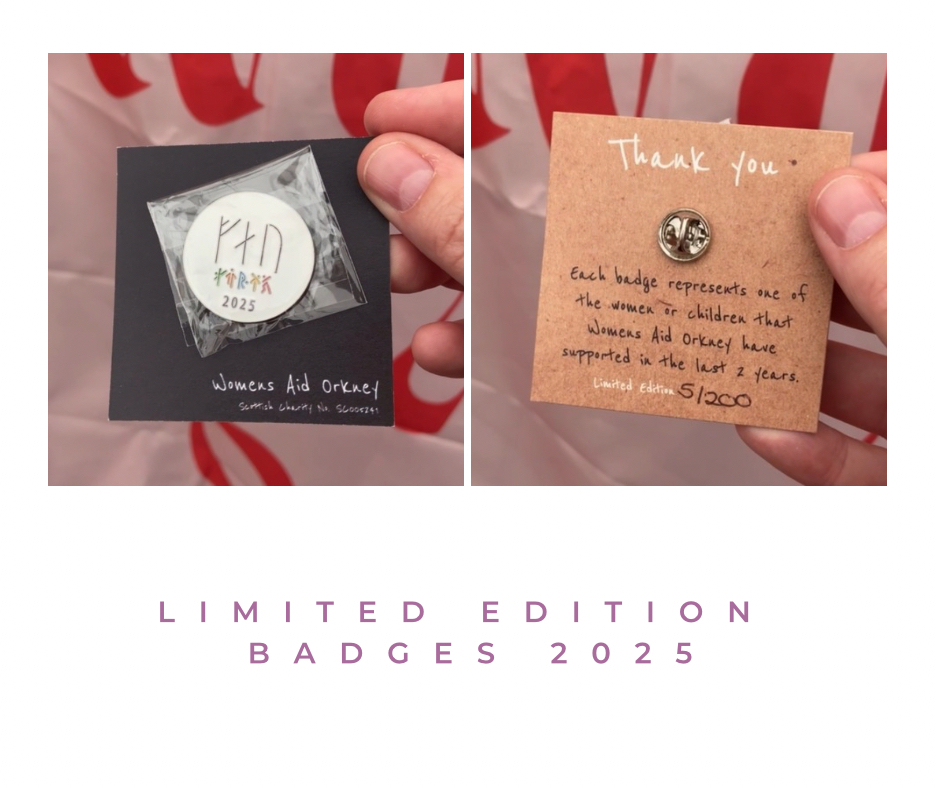 2025
Womens Aid Orkney
Scottish Charity No.
Thank you
Each badge represents one of
the women or children that
Womens Aid Orkney have
supported in the last 2 years.
Limited Edition 5/200
LIMITED EDITION
BADGES 2025